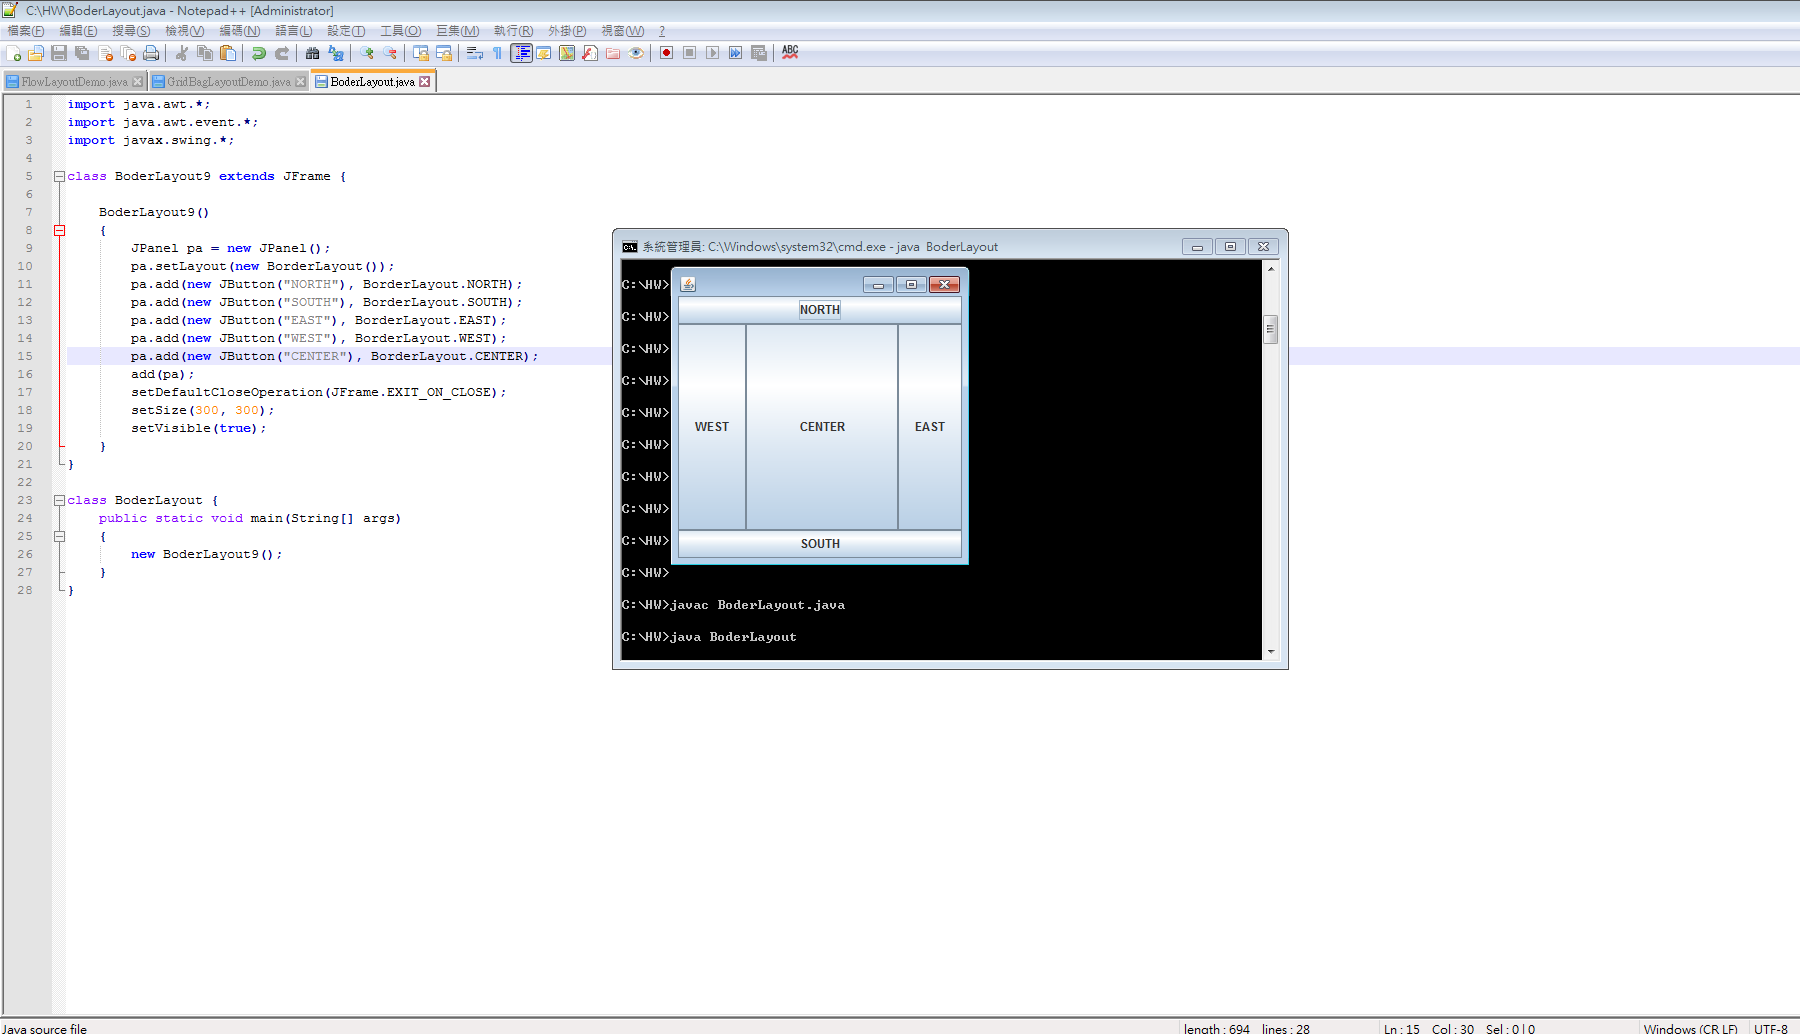 C:\HW\BoderLayout.java - Notepad++ [Administrator]
檔案(F) 編輯(E) 搜尋(S) 檢視(V) 編碼(N) 語言(L) 設定(T) 工具(O) 巨集(M) 執行(R) 外掛(P) 視窗(W) ?
ABC
FlowLayoutDemo.java GridBagLayoutDemo.java BoderLayout.java
1 import java.awt.*;
2 import java.awt.event.*;
3 import javax.swing.*;
4
5 class BoderLayout9 extends JFrame {
6
7 BoderLayout9()
8 {
9 JPanel pa = new JPanel();
10 pa.setLayout(new BorderLayout());
11 pa.add(new JButton("NORTH"), BorderLayout.NORTH);
12 pa.add(new JButton("SOUTH"), BorderLayout.SOUTH);
13 pa.add(new JButton("EAST"), BorderLayout.EAST);
14 pa.add(new JButton("WEST"), BorderLayout.WEST);
15 pa.add(new JButton("CENTER"), BorderLayout.CENTER);
16 add(pa);
17 setDefaultCloseOperation(JFrame.EXIT_ON_CLOSE);
18 setSize(300, 300);
19 setVisible(true);
20 }
21 }
22
23 class BoderLayout {
24 public static void main(String[] args)
25 {
26 new BoderLayout9();
27 }
28 }
系統管理員: C:\Windows\system32\cmd.exe - java BoderLayout
C:\HW>
C:\HW>
C:\HW>
C:\HW>
C:\HW>
C:\HW>
C:\HW>
C:\HW>
C:\HW>
C:\HW>
C:\HW>javac BoderLayout.java
C:\HW>java BoderLayout
NORTH
WEST CENTER EAST
SOUTH
Java source file length : 694 lines : 28 Ln : 15 Col : 30 Sel : 0 | 0 Windows (CR LF) UTF-8